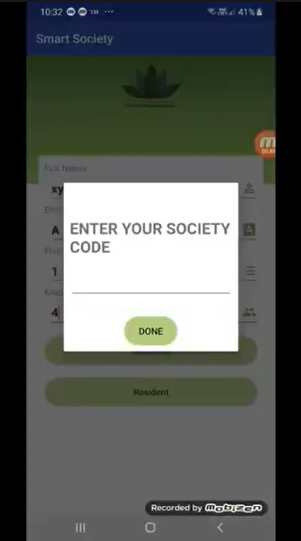 10:32
41%
Smart Society
Full Name
xy
A
1
4
ENTER YOUR SOCIETY
CODE
DONE
Resident
Recorded by MOBIZEN